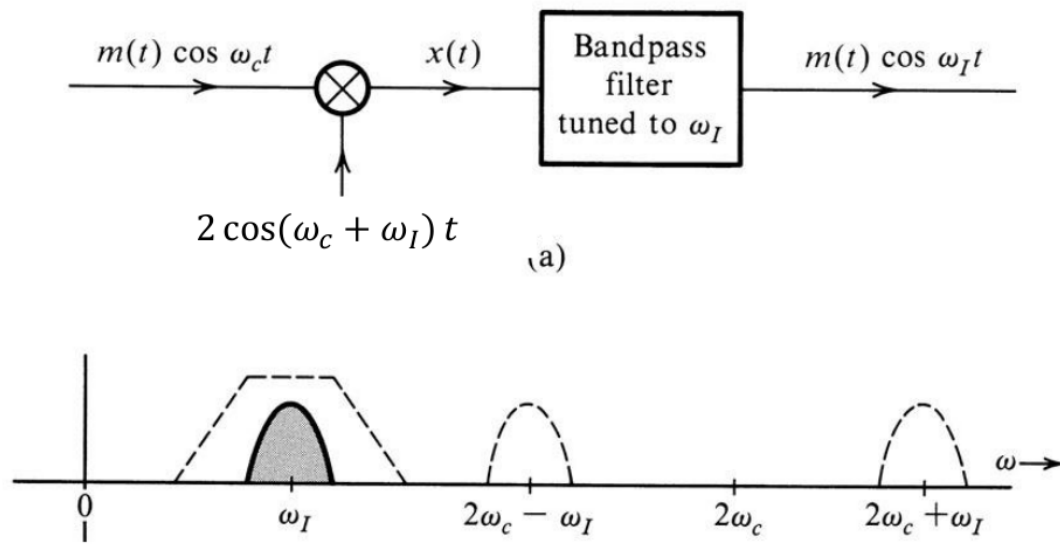 m(t) cos ω_c t
x(t)
Bandpass
filter
tuned to ω_I
m(t) cos ω_I t
2 cos(ω_c + ω_I) t
(a)
ω
0
ω_I
2ω_c − ω_I
2ω_c
2ω_c + ω_I